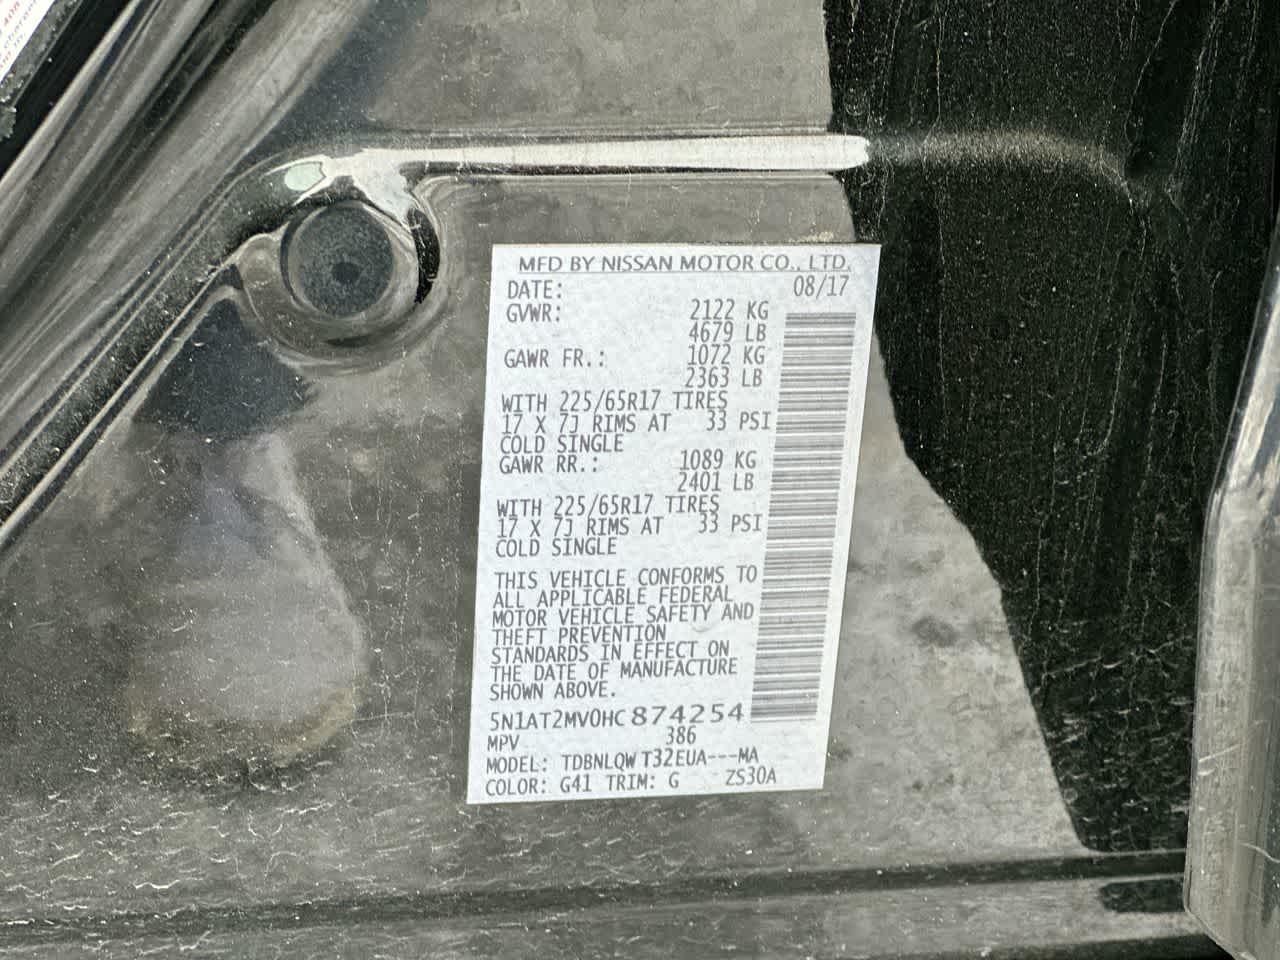 MFD BY NISSAN MOTOR CO., LTD.
DATE: 08/17
GVWR: 2122 KG
4679 LB
GAWR FR.: 1072 KG
2363 LB
WITH 225/65R17 TIRES
17 X 7J RIMS AT 33 PSI
COLD SINGLE
GAWR RR.: 1089 KG
2401 LB
WITH 225/65R17 TIRES
17 X 7J RIMS AT 33 PSI
COLD SINGLE
THIS VEHICLE CONFORMS TO
ALL APPLICABLE FEDERAL
MOTOR VEHICLE SAFETY AND
THEFT PREVENTION
STANDARDS IN EFFECT ON
THE DATE OF MANUFACTURE
SHOWN ABOVE.
5N1AT2MV0HC874254
MPV 386
MODEL: TDBNLQW T32EUA---MA
COLOR: G41 TRIM: G ZS30A